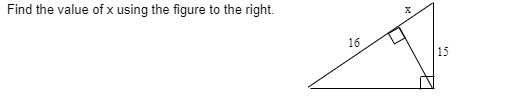 Find the value of x using the figure to the right.
x
16
15